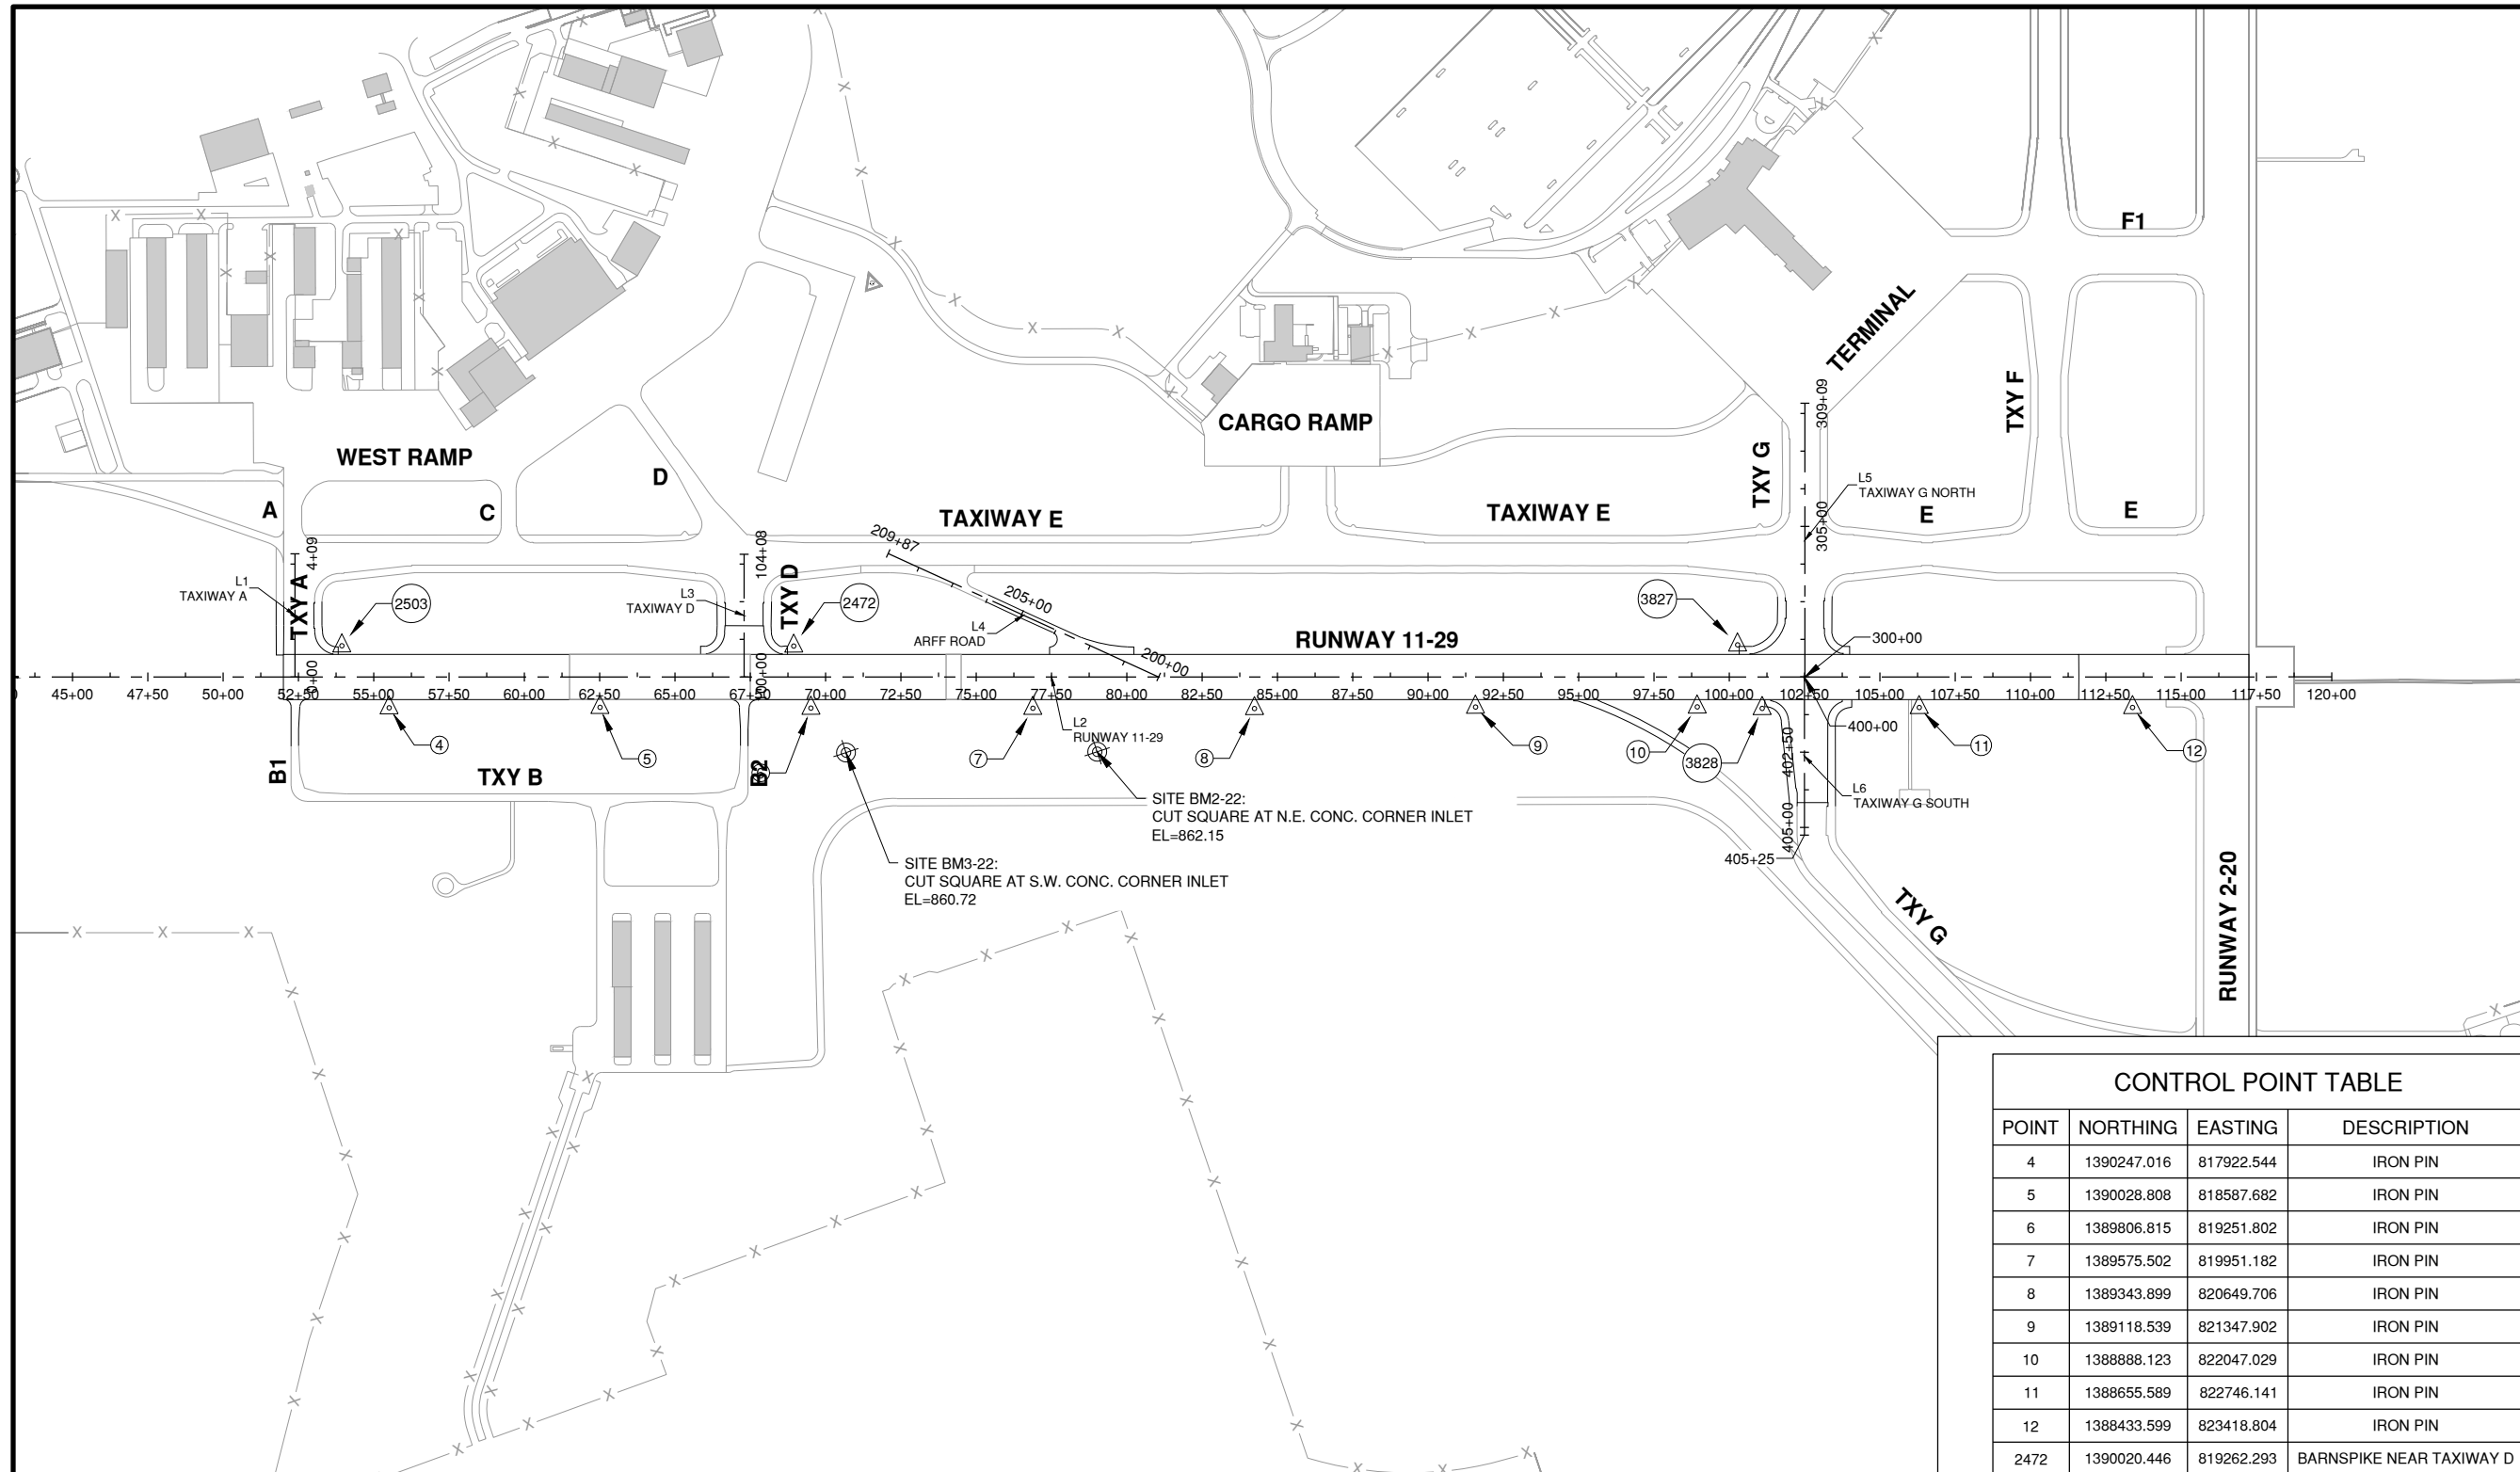 F1
TERMINAL
309+09
TXY F
CARGO RAMP
WEST RAMP
TXY G
D
L5
TAXIWAY G NORTH
A
C
TAXIWAY E
TAXIWAY E
E
E
209+87
305+00
4+09
104+08
L1
TAXIWAY A
TXY A
2503
L3
TAXIWAY D
TXY D
2472
205+00
L4
ARFF ROAD
3827
RUNWAY 11-29
300+00
200+00
45+00 47+50 50+00 52+50 55+00 57+50 60+00 62+50 65+00 67+50 70+00 72+50 75+00 77+50 80+00 82+50 85+00 87+50 90+00 92+50 95+00 97+50 100+00 102+50 105+00 107+50 110+00 112+50 115+00 117+50 120+00
L2
RUNWAY 11-29
400+00
4
5
7
8
9
10
3828
402+50
11
12
B1
TXY B
B2
L6
TAXIWAY G SOUTH
SITE BM2-22:
CUT SQUARE AT N.E. CONC. CORNER INLET
EL=862.15
405+00
405+25
SITE BM3-22:
CUT SQUARE AT S.W. CONC. CORNER INLET
EL=860.72
TXY G
RUNWAY 2-20
CONTROL POINT TABLE
POINT NORTHING EASTING DESCRIPTION
4 1390247.016 817922.544 IRON PIN
5 1390028.808 818587.682 IRON PIN
6 1389806.815 819251.802 IRON PIN
7 1389575.502 819951.182 IRON PIN
8 1389343.899 820649.706 IRON PIN
9 1389118.539 821347.902 IRON PIN
10 1388888.123 822047.029 IRON PIN
11 1388655.589 822746.141 IRON PIN
12 1388433.599 823418.804 IRON PIN
2472 1390020.446 819262.293 BARNSPIKE NEAR TAXIWAY D